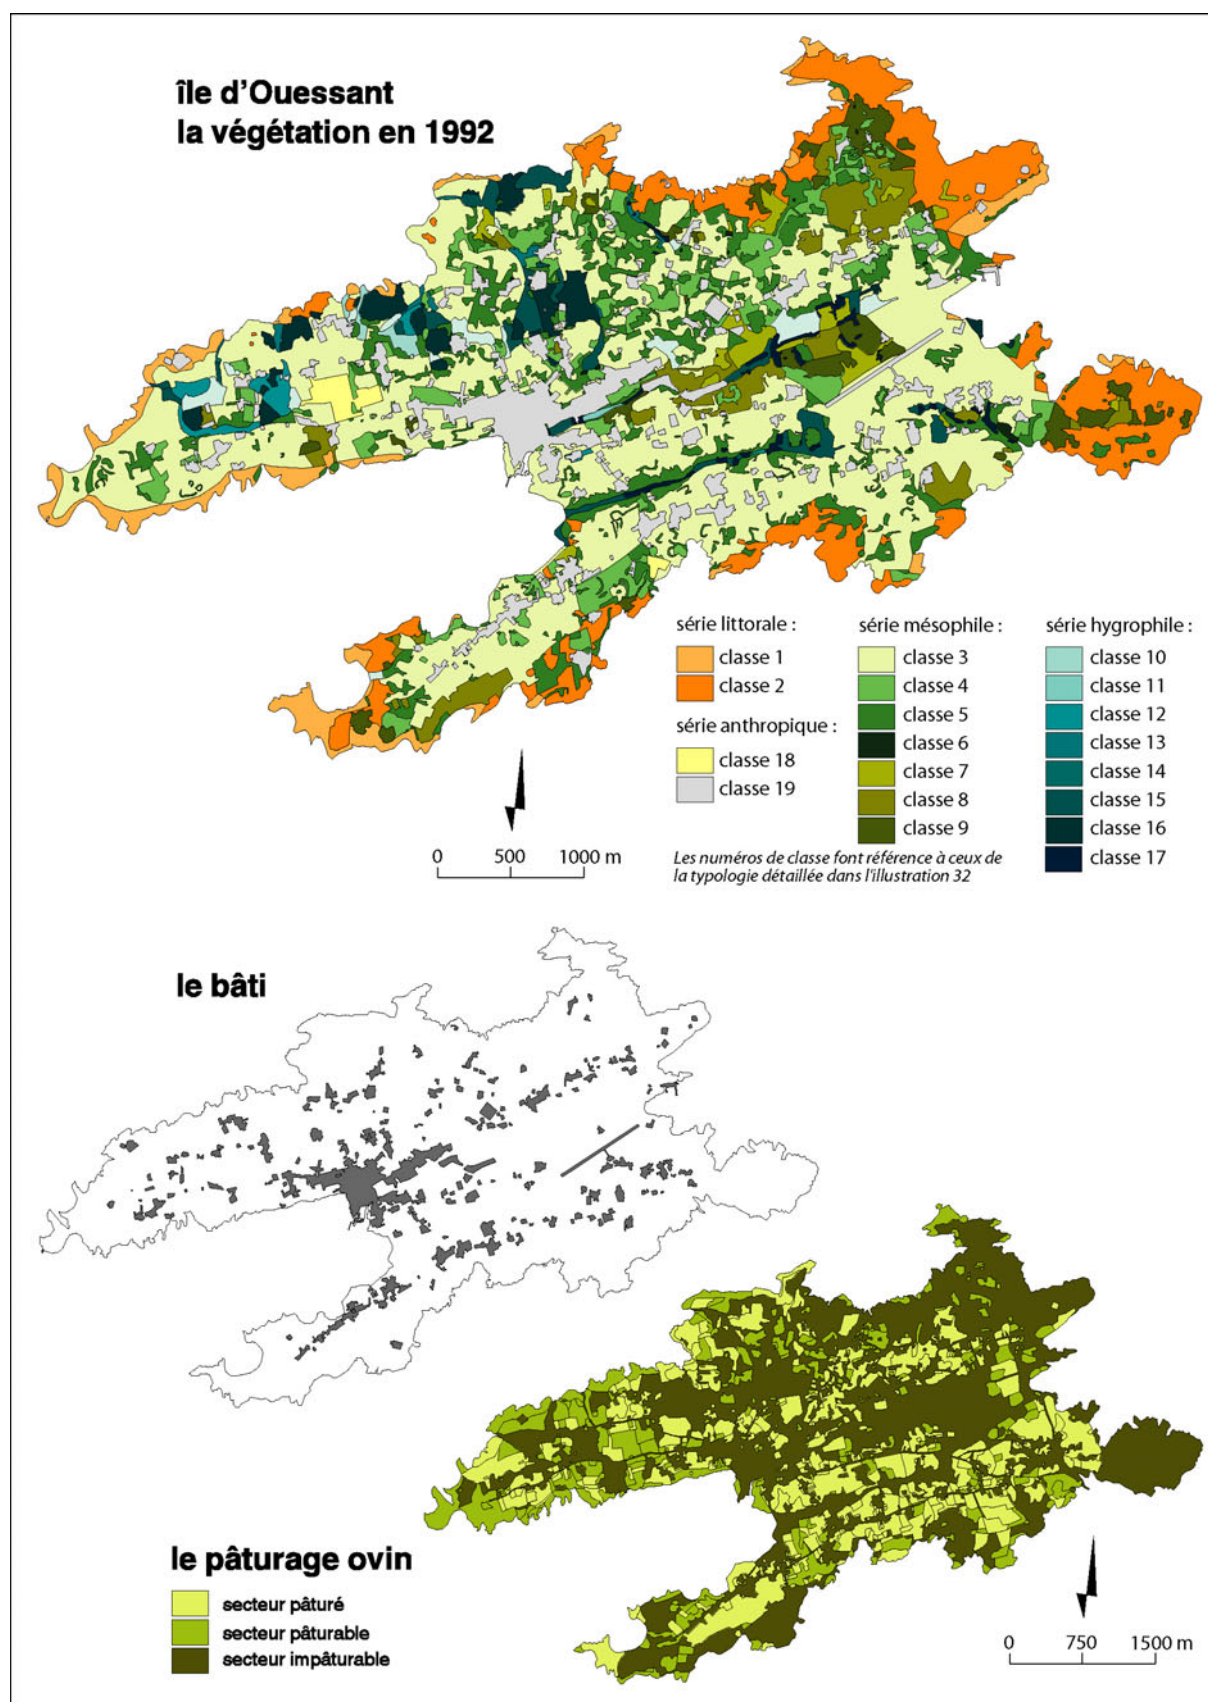 île d'Ouessant
la végétation en 1992
série littorale :
classe 1
classe 2
série anthropique :
classe 18
classe 19
série mésophile :
classe 3
classe 4
classe 5
classe 6
classe 7
classe 8
classe 9
série hygrophile :
classe 10
classe 11
classe 12
classe 13
classe 14
classe 15
classe 16
classe 17
0 500 1000 m
Les numéros de classe font référence à ceux de
la typologie détaillée dans l'illustration 32
le bâti
le pâturage ovin
secteur pâturé
secteur pâturable
secteur impâturable
0 750 1500 m